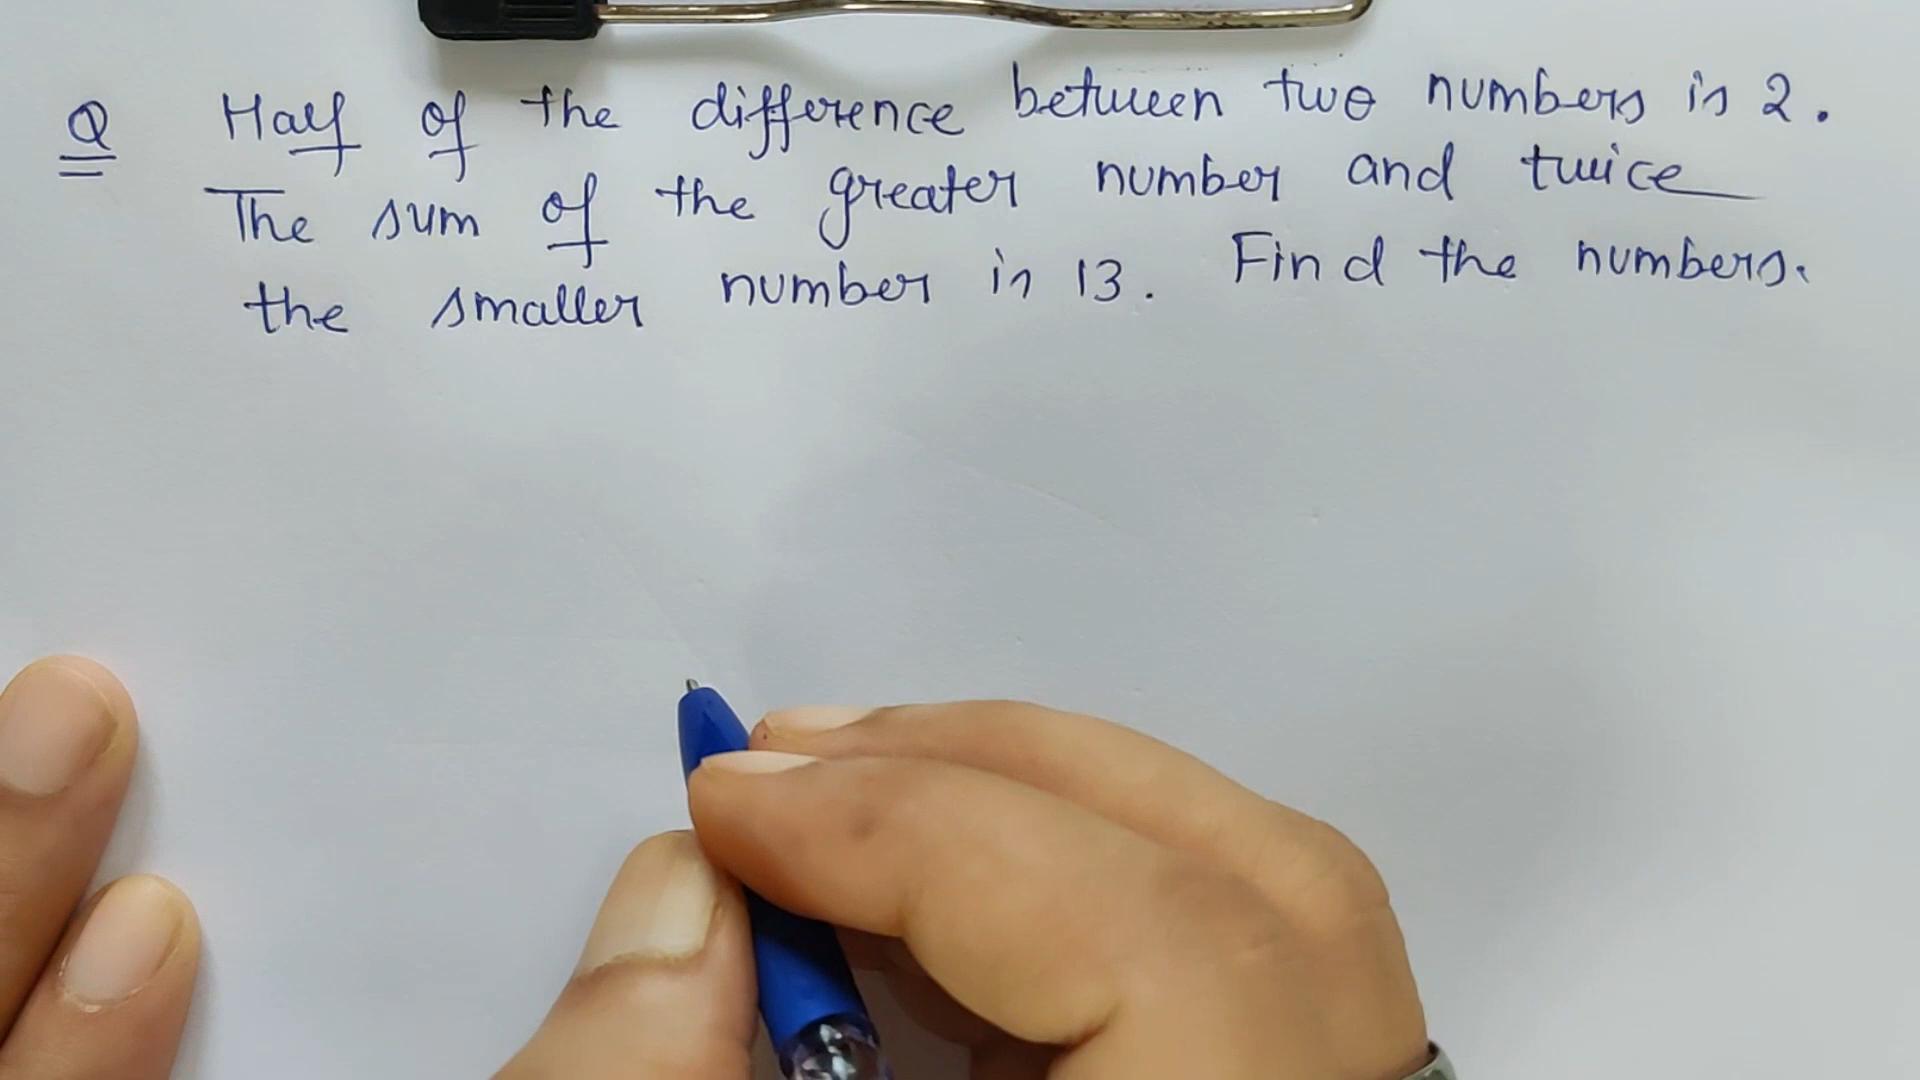 Q Half of the difference between two numbers is 2.
The sum of the greater number and twice
the smaller number is 13. Find the numbers.